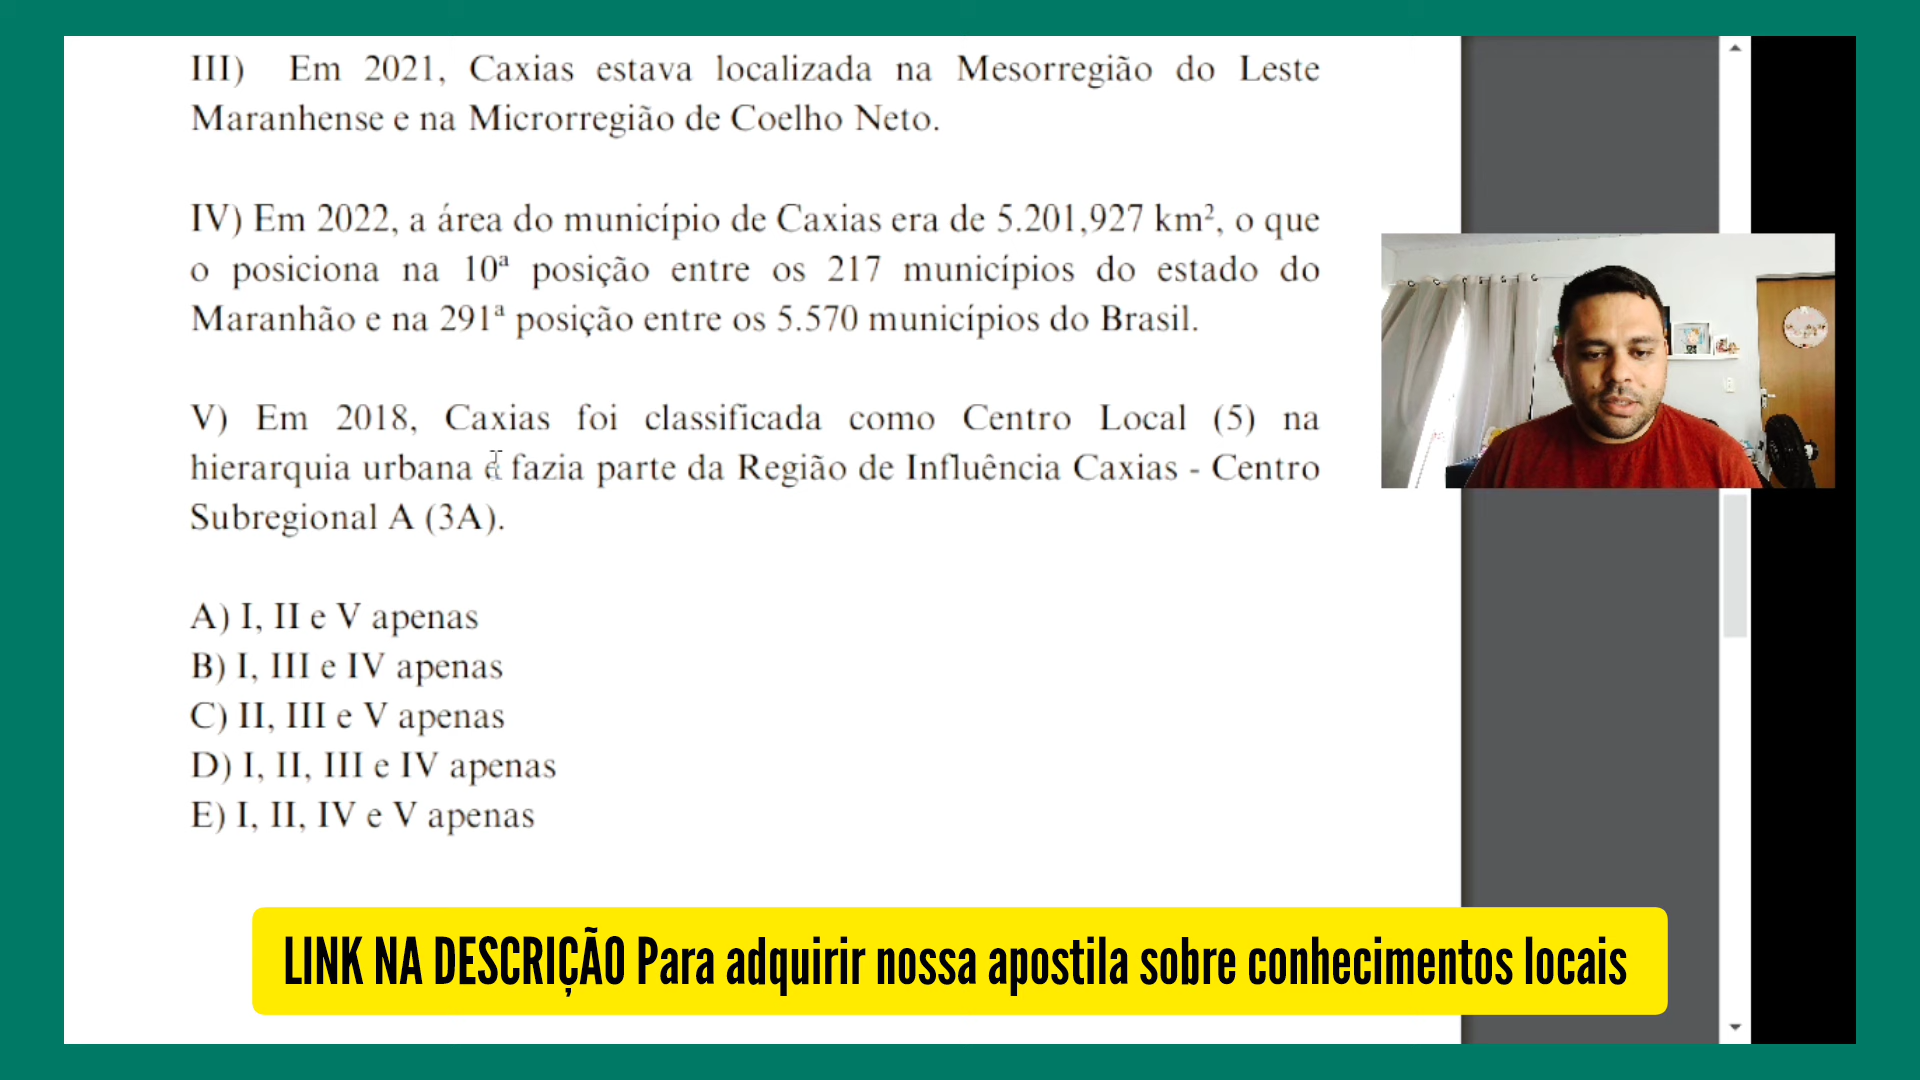 III) Em 2021, Caxias estava localizada na Mesorregião do Leste
Maranhense e na Microrregião de Coelho Neto.
IV) Em 2022, a área do município de Caxias era de 5.201,927 km², o que
o posiciona na 10ª posição entre os 217 municípios do estado do
Maranhão e na 291ª posição entre os 5.570 municípios do Brasil.
V) Em 2018, Caxias foi classificada como Centro Local (5) na
hierarquia urbana e fazia parte da Região de Influência Caxias - Centro
Subregional A (3A).
A) I, II e V apenas
B) I, III e IV apenas
C) II, III e V apenas
D) I, II, III e IV apenas
E) I, II, IV e V apenas
LINK NA DESCRIÇÃO Para adquirir nossa apostila sobre conhecimentos locais